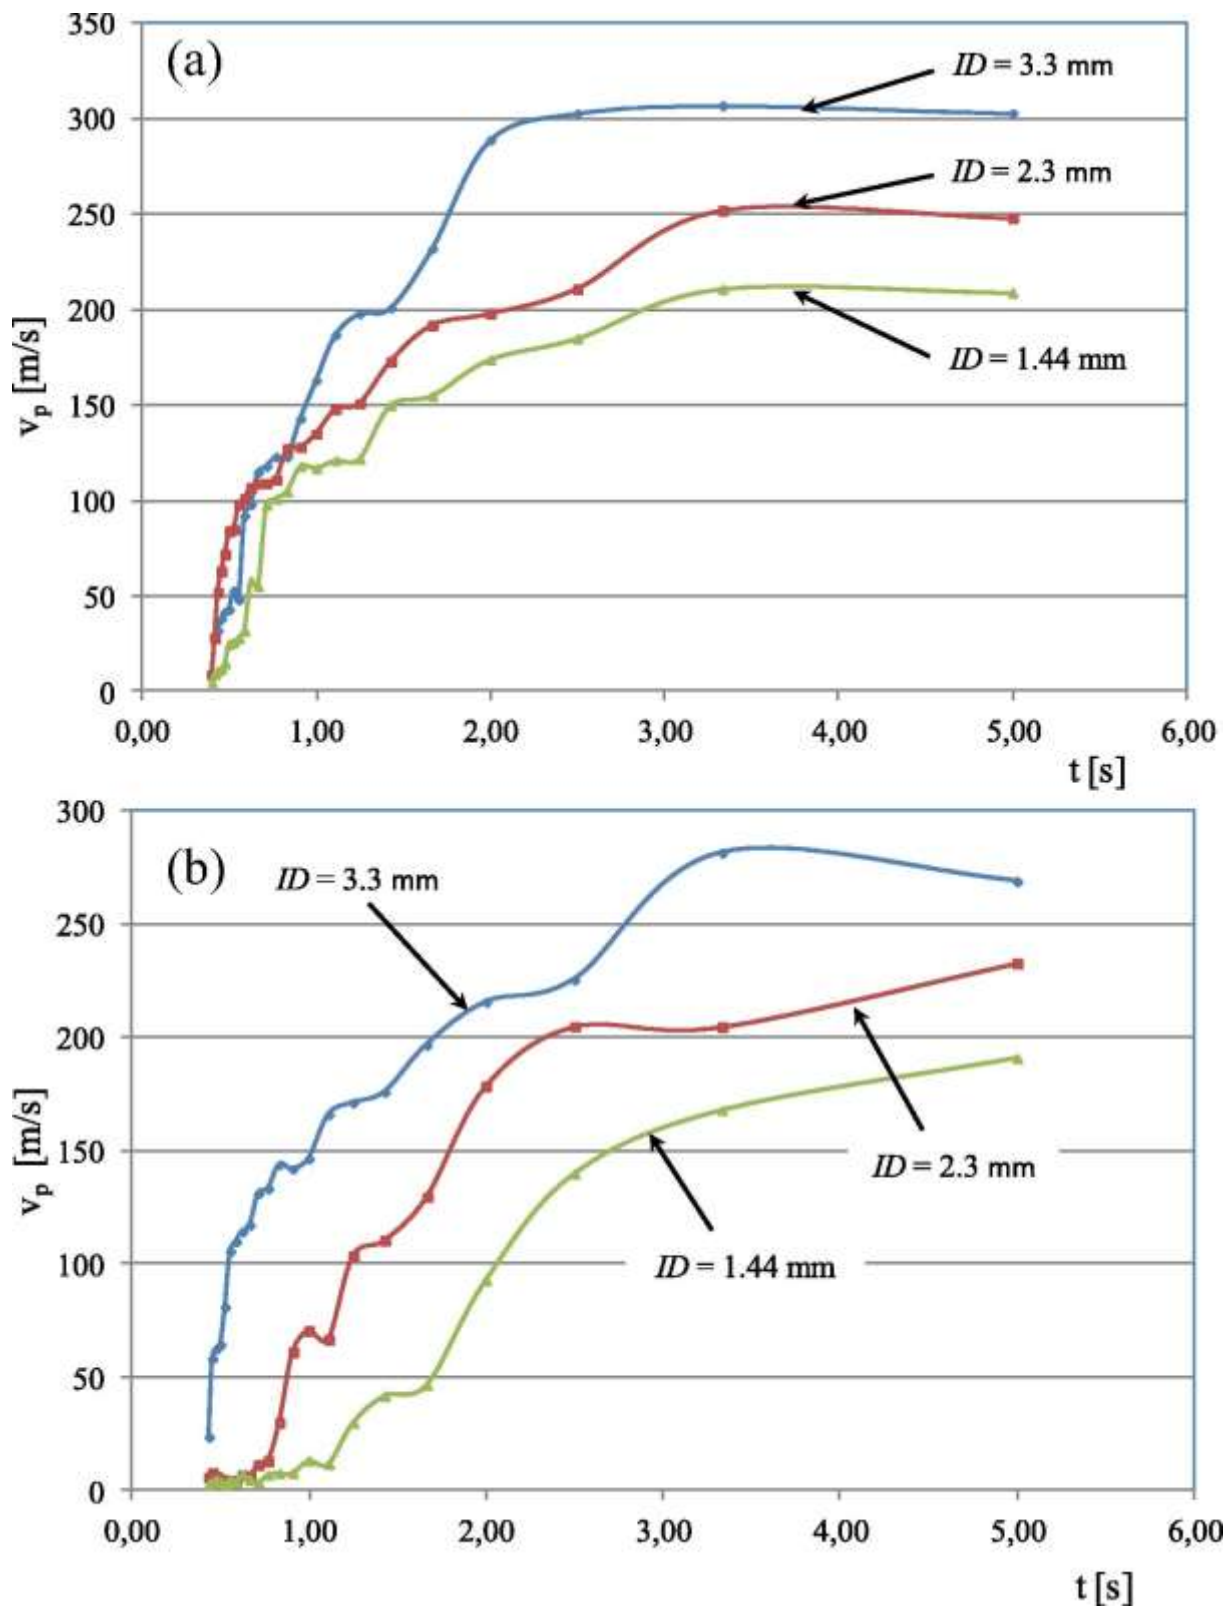 350
(a)
ID = 3.3 mm
300
ID = 2.3 mm
250
200
ID = 1.44 mm
150
100
50
0
vp [m/s]
0,00 1,00 2,00 3,00 4,00 5,00 6,00
t [s]
300
(b)
ID = 3.3 mm
250
200
150
ID = 2.3 mm
100
ID = 1.44 mm
50
0
vp [m/s]
0,00 1,00 2,00 3,00 4,00 5,00 6,00
t [s]